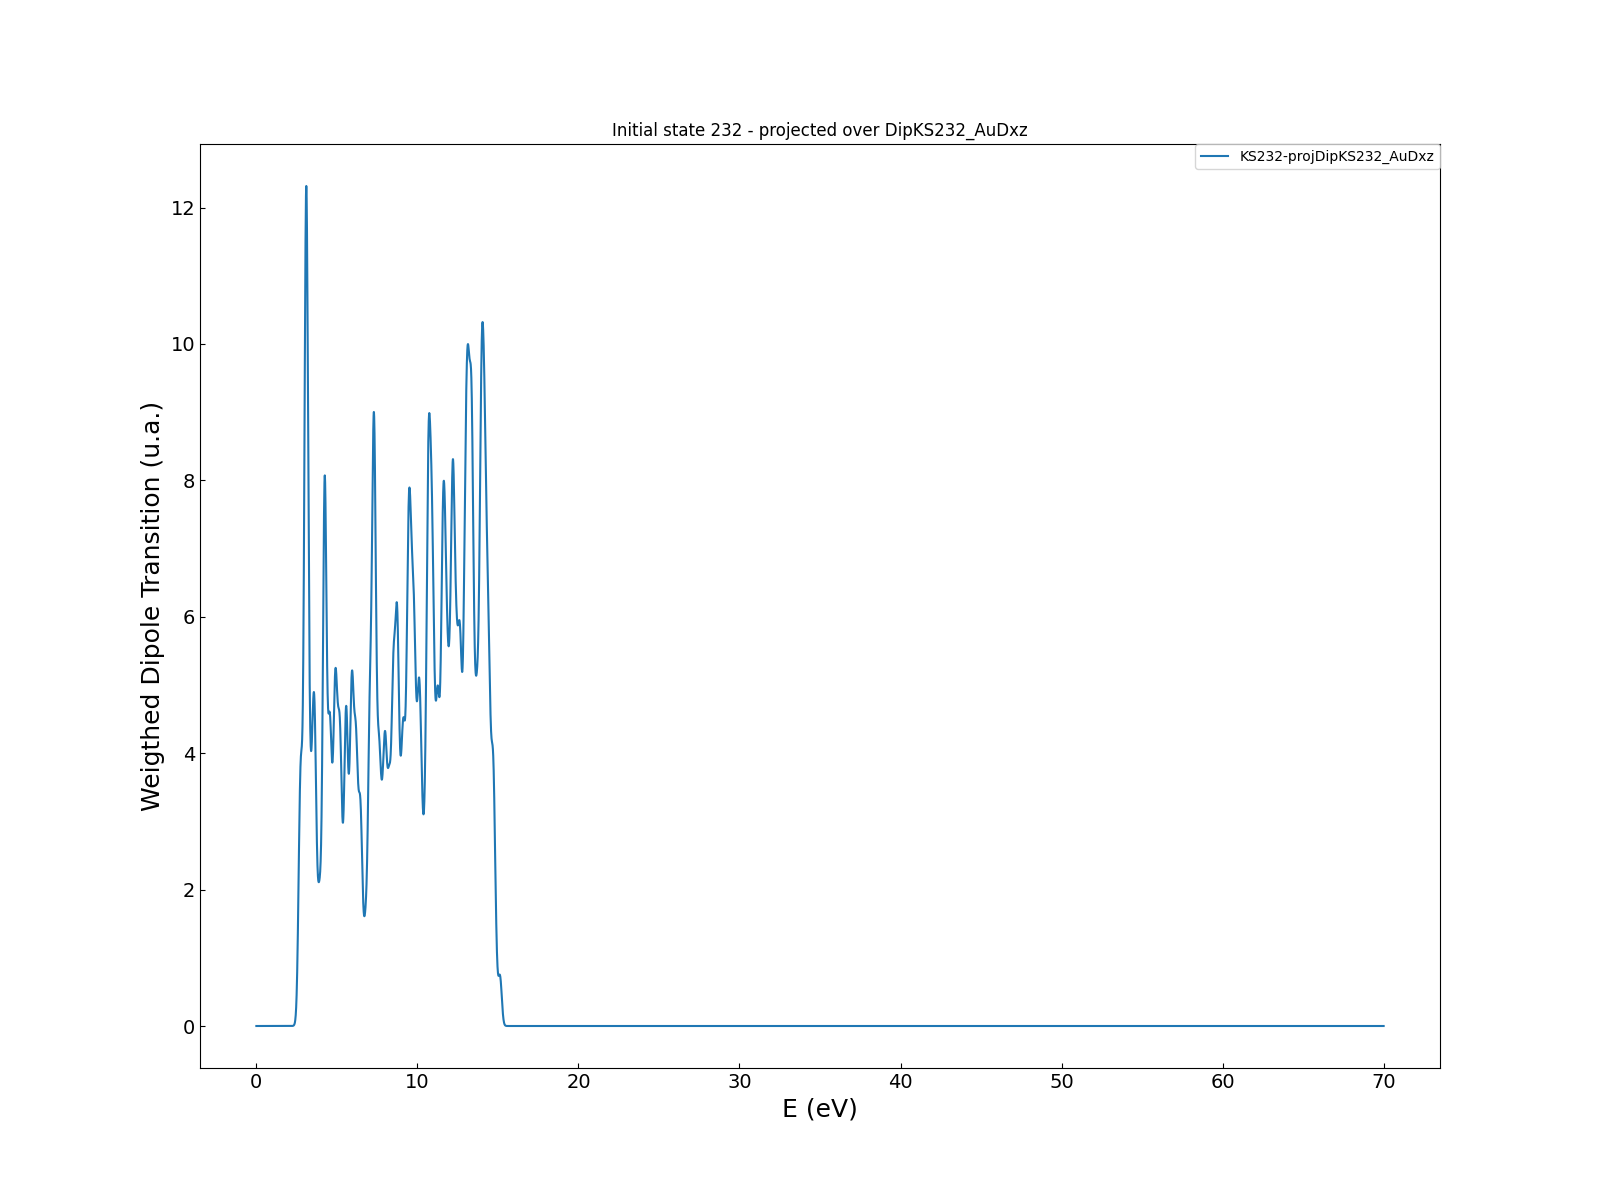 Initial state 232 - projected over DipKS232_AuDxz
KS232-projDipKS232_AuDxz
Weigthed Dipole Transition (u.a.)
12
10
8
6
4
2
0
0 10 20 30 40 50 60 70
E (eV)